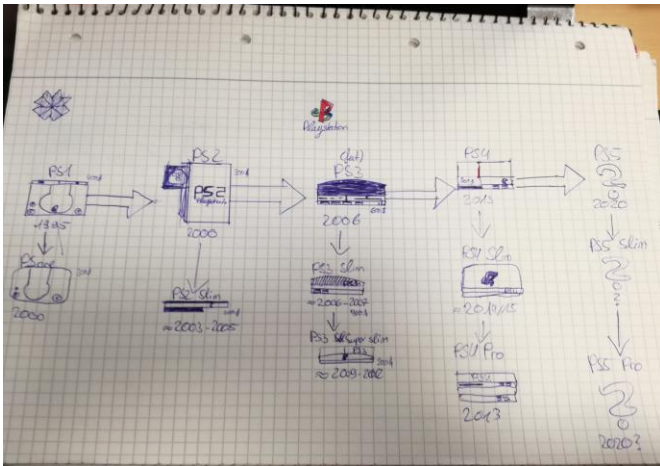 Playstation
PS1
1995
PSone
2000
PS2
PS2
2000
PS2 Slim
≈2003-2005
(fat)
PS3
2006
PS3 Slim
≈2006-2007
PS3 Super slim
≈2009-2012
PS4
2013
PS4 Slim
≈2014/15
PS4 Pro
2013
PS5
2020
PS5 Slim
?
PS5 Pro
2020?